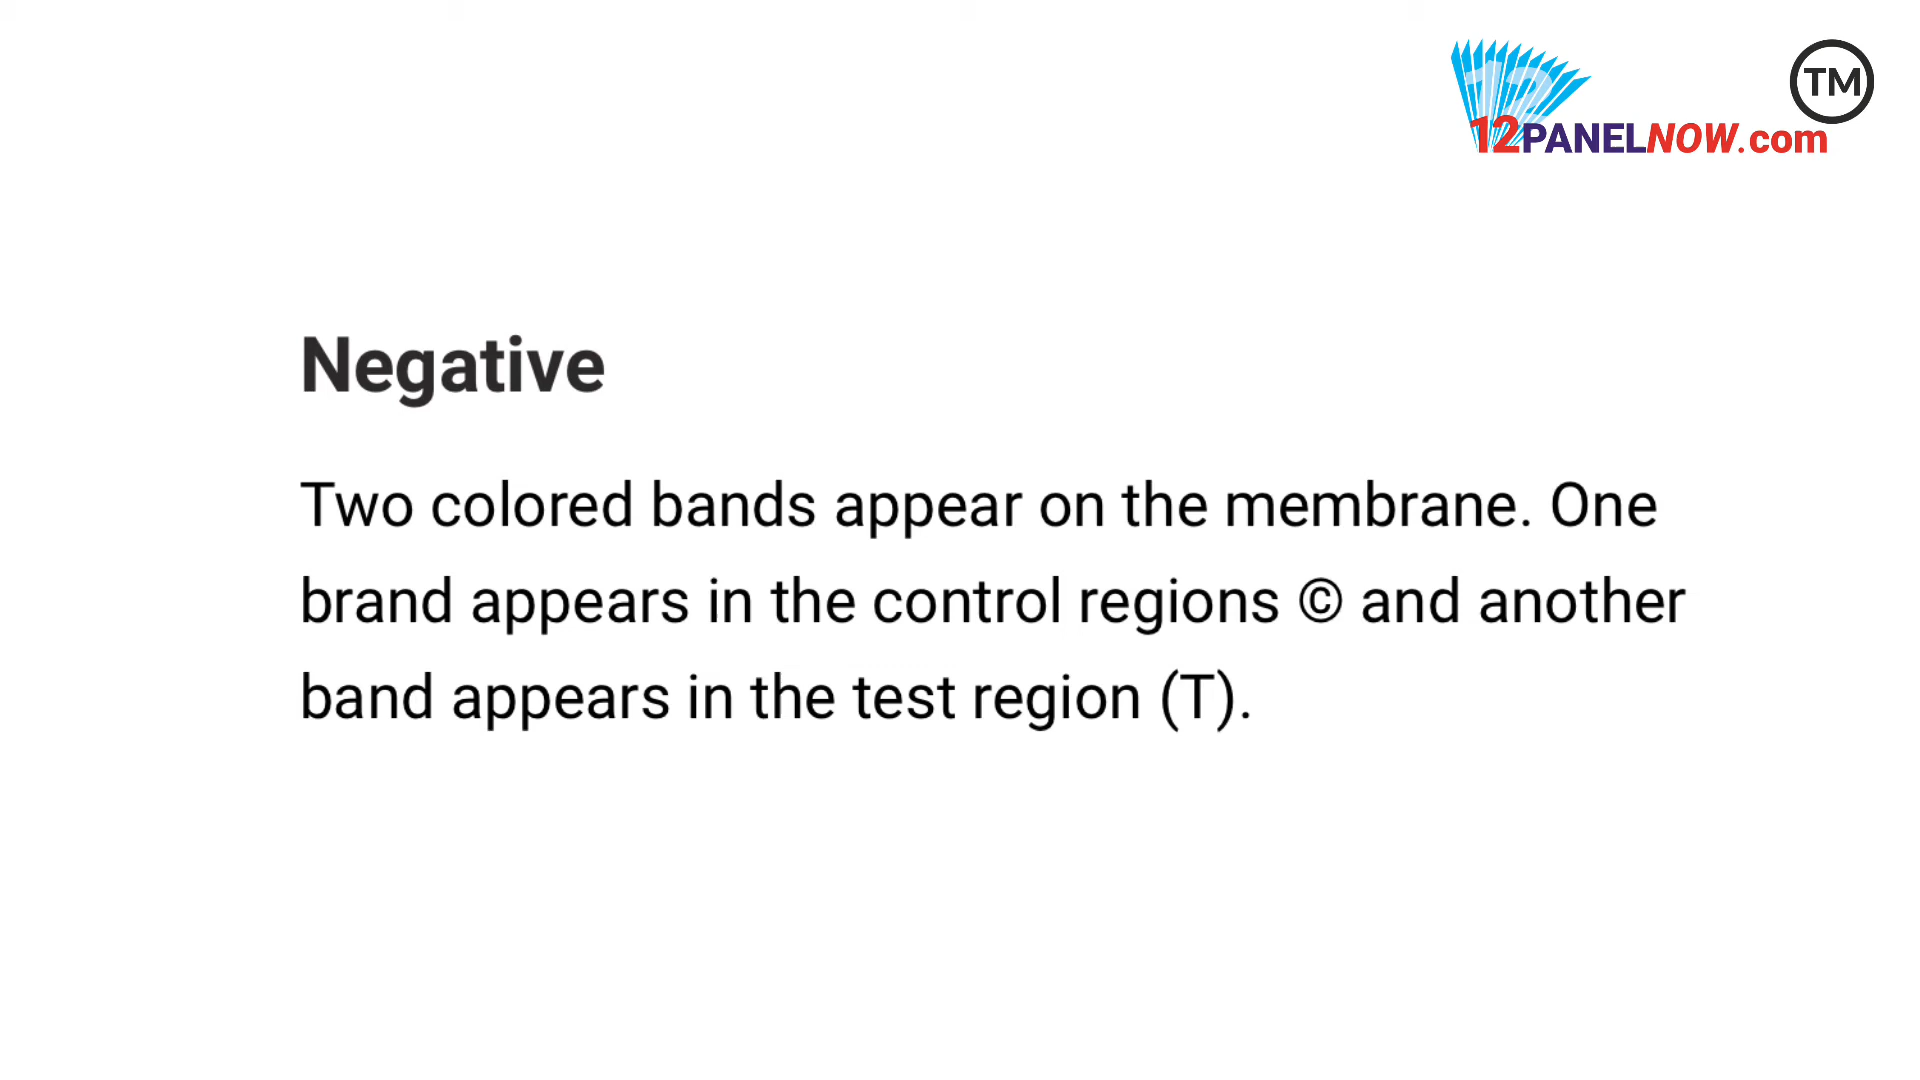 12
12PANELNOW.com
TM
Negative
Two colored bands appear on the membrane. One
brand appears in the control regions © and another
band appears in the test region (T).